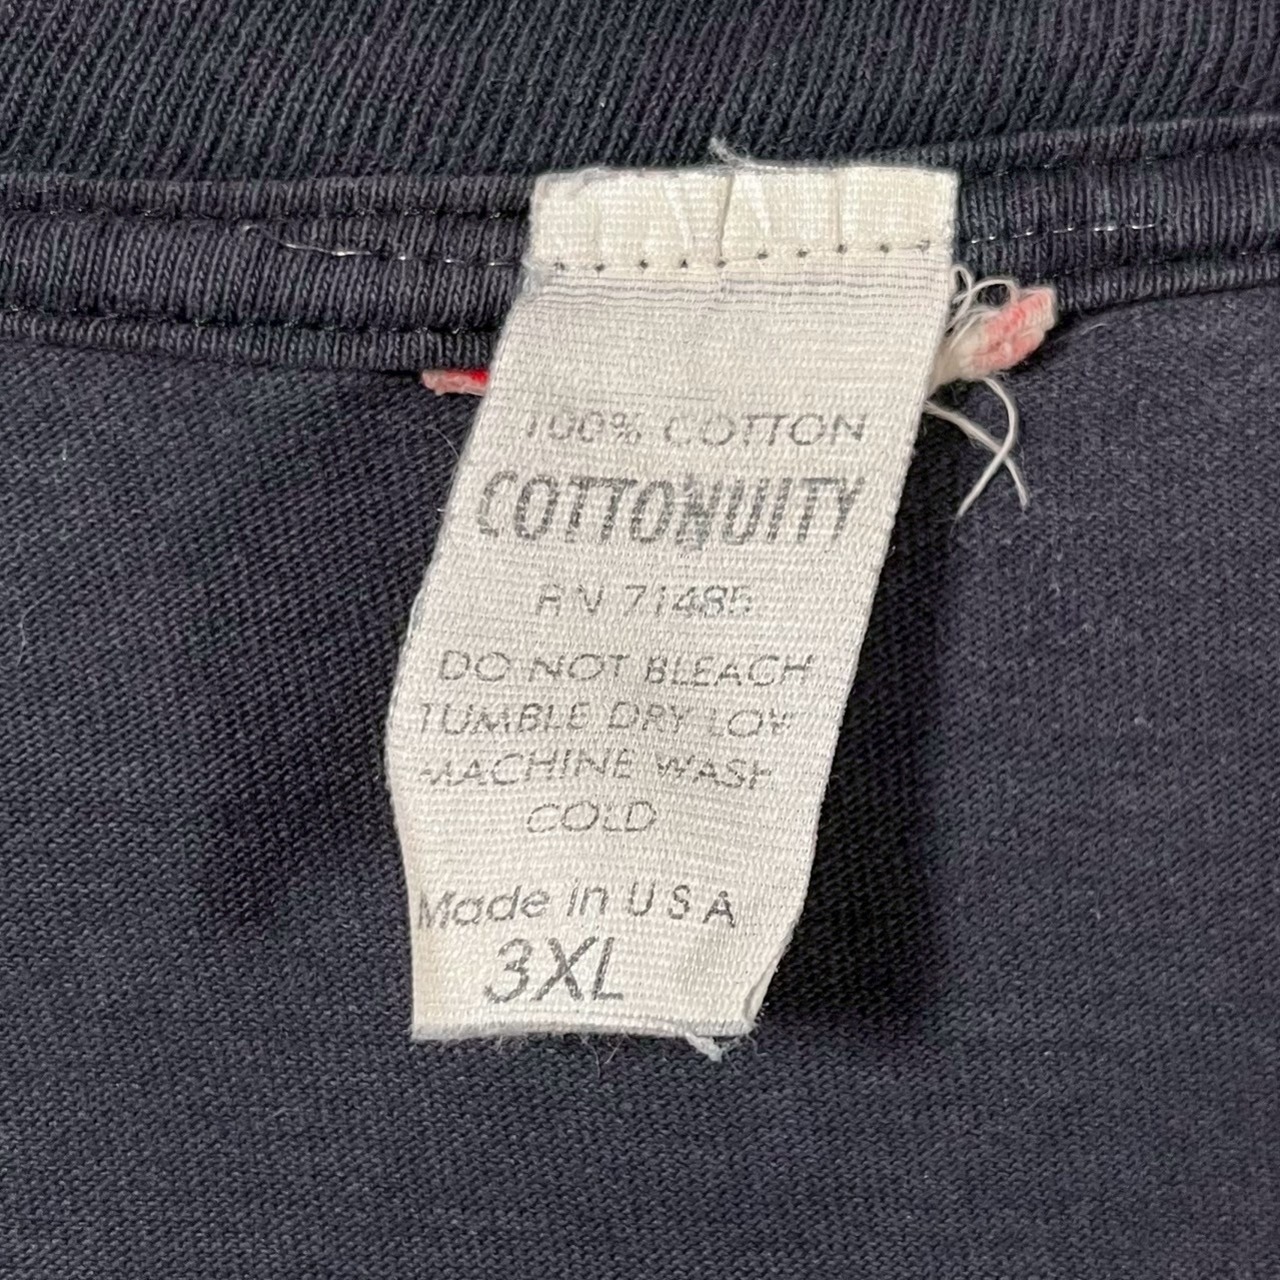 100% COTTON
COTTONUITY
RN 71485
DO NOT BLEACH
TUMBLE DRY LOW
MACHINE WASH
COLD
Made in U S A
3XL